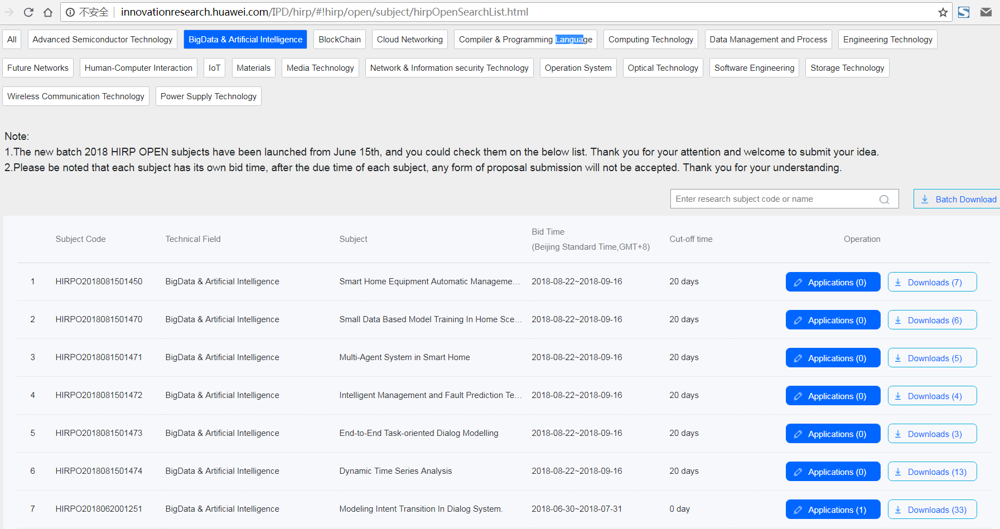 不安全 innovationresearch.huawei.com/IPD/hirp/#!hirp/open/subject/hirpOpenSearchList.html
All Advanced Semiconductor Technology BigData & Artificial Intelligence BlockChain Cloud Networking Compiler & Programming Language Computing Technology Data Management and Process Engineering Technology
Future Networks Human-Computer Interaction IoT Materials Media Technology Network & Information security Technology Operation System Optical Technology Software Engineering Storage Technology
Wireless Communication Technology Power Supply Technology
Note:
1.The new batch 2018 HIRP OPEN subjects have been launched from June 15th, and you could check them on the below list. Thank you for your attention and welcome to submit your idea.
2.Please be noted that each subject has its own bid time, after the due time of each subject, any form of proposal submission will not be accepted. Thank you for your understanding.
Enter research subject code or name Batch Download
Subject Code Technical Field Subject Bid Time (Beijing Standard Time,GMT+8) Cut-off time Operation
1 HIRPO2018081501450 BigData & Artificial Intelligence Smart Home Equipment Automatic Manageme... 2018-08-22~2018-09-16 20 days Applications (0) Downloads (7)
2 HIRPO2018081501470 BigData & Artificial Intelligence Small Data Based Model Training In Home Sce... 2018-08-22~2018-09-16 20 days Applications (0) Downloads (6)
3 HIRPO2018081501471 BigData & Artificial Intelligence Multi-Agent System in Smart Home 2018-08-22~2018-09-16 20 days Applications (0) Downloads (5)
4 HIRPO2018081501472 BigData & Artificial Intelligence Intelligent Management and Fault Prediction Te... 2018-08-22~2018-09-16 20 days Applications (0) Downloads (4)
5 HIRPO2018081501473 BigData & Artificial Intelligence End-to-End Task-oriented Dialog Modelling 2018-08-22~2018-09-16 20 days Applications (0) Downloads (3)
6 HIRPO2018081501474 BigData & Artificial Intelligence Dynamic Time Series Analysis 2018-08-22~2018-09-16 20 days Applications (0) Downloads (13)
7 HIRPO2018062001251 BigData & Artificial Intelligence Modeling Intent Transition In Dialog System. 2018-06-30~2018-07-31 0 day Applications (1) Downloads (33)